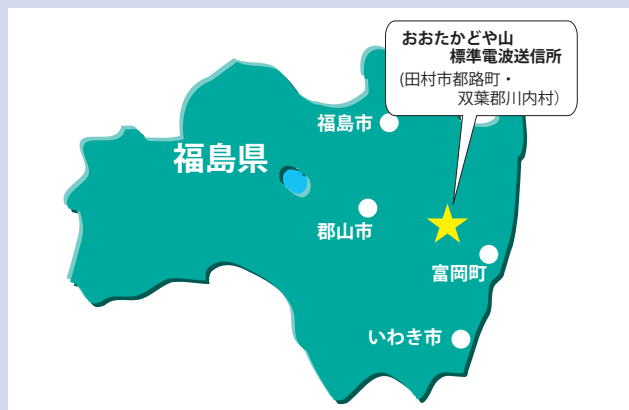 おおたかどや山
標準電波送信所
(田村市都路町・
双葉郡川内村）
福島市
福島県
郡山市
富岡町
いわき市